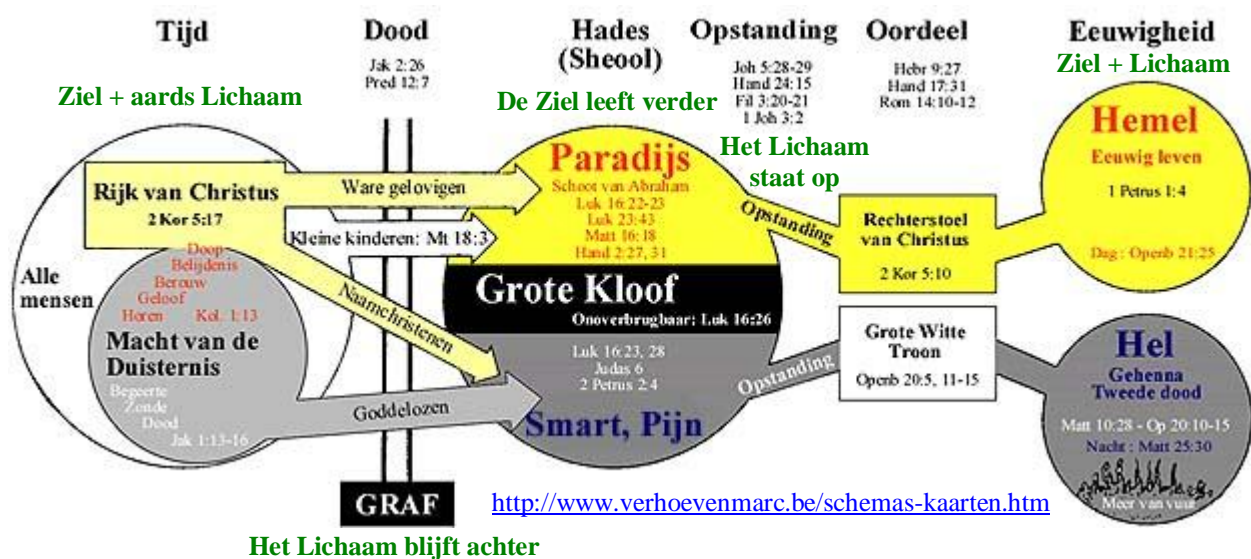 Tijd
Ziel + aards Lichaam
Dood
Jak 2:26
Pred 12:7
Hades
(Sheool)
De Ziel leeft verder
Opstanding
Joh 5:28-29
Hand 24:15
Fil 3:20-21
1 Joh 3:2
Het Lichaam
staat op
Oordeel
Hebr 9:27
Hand 17:31
Rom 14:10-12
Eeuwigheid
Ziel + Lichaam
Alle
mensen
Rijk van Christus
2 Kor 5:17
Doop
Belijdenis
Berouw
Geloof
Horen Kol. 1:13
Macht van de
Duisternis
Begeerte
Zonde
Dood
Jak 1:13-16
Ware gelovigen
Kleine kinderen: Mt 18:3
Naamchristenen
Goddelozen
GRAF
Het Lichaam blijft achter
Paradijs
Schoot van Abraham
Luk 16:22-23
Luk 23:43
Matt 16:18
Hand 2:27, 31
Grote Kloof
Onoverbrugbaar: Luk 16:26
Luk 16:23, 28
Judas 6
2 Petrus 2:4
Smart, Pijn
Opstanding
Opstanding
Rechterstoel
van Christus
2 Kor 5:10
Grote Witte
Troon
Openb 20:5, 11-15
Hemel
Eeuwig leven
1 Petrus 1:4
Dag : Openb 21:25
Hel
Gehenna
Tweede dood
Matt 10:28 - Op 20:10-15
Nacht : Matt 25:30
Meer van vuur
http://www.verhoevenmarc.be/schemas-kaarten.htm